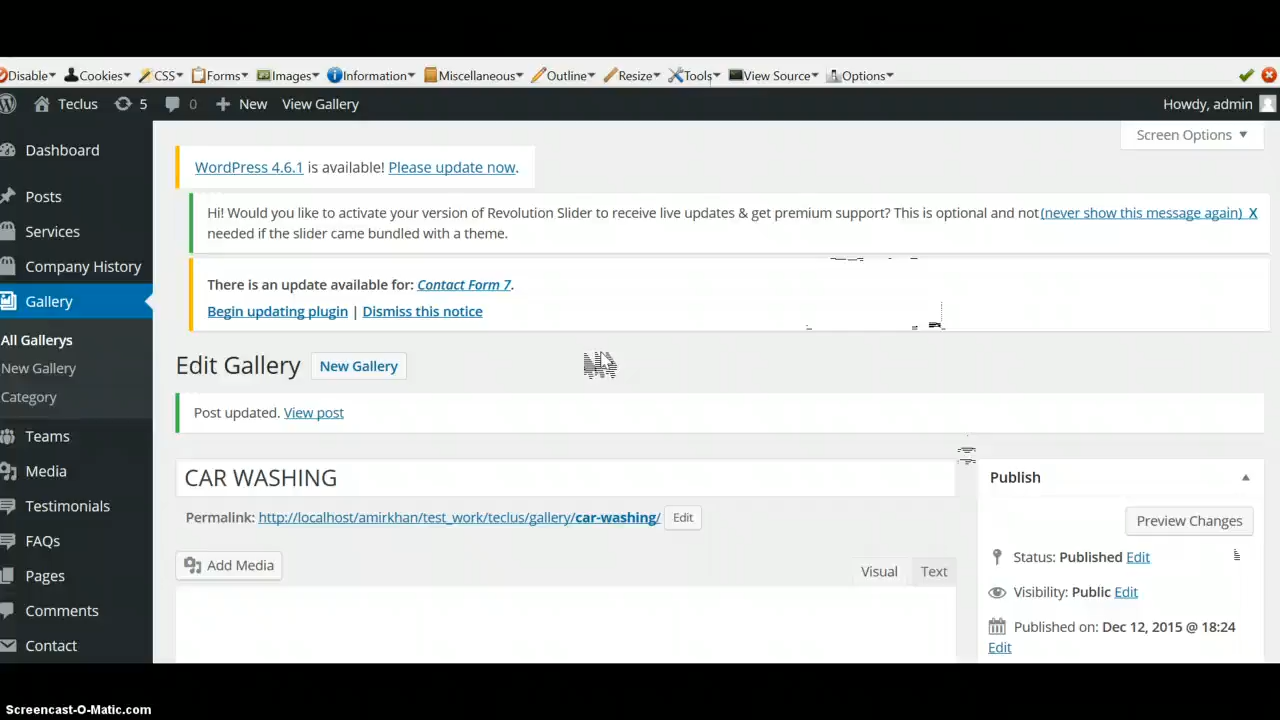 Disable Cookies CSS Forms Images Information Miscellaneous Outline Resize Tools View Source Options
Teclus 5 0 New View Gallery Howdy, admin
Screen Options
Dashboard
Posts
Services
Company History
Gallery
All Gallerys
New Gallery
Category
Teams
Media
Testimonials
FAQs
Pages
Comments
Contact
WordPress 4.6.1 is available! Please update now.
Hi! Would you like to activate your version of Revolution Slider to receive live updates & get premium support? This is optional and not (never show this message again) X
needed if the slider came bundled with a theme.
There is an update available for: Contact Form 7.
Begin updating plugin | Dismiss this notice
Edit Gallery New Gallery
Post updated. View post
CAR WASHING
Permalink: http://localhost/amirkhan/test_work/teclus/gallery/car-washing/ Edit
Add Media
Visual Text
Publish
Preview Changes
Status: Published Edit
Visibility: Public Edit
Published on: Dec 12, 2015 @ 18:24
Edit
Screencast-O-Matic.com